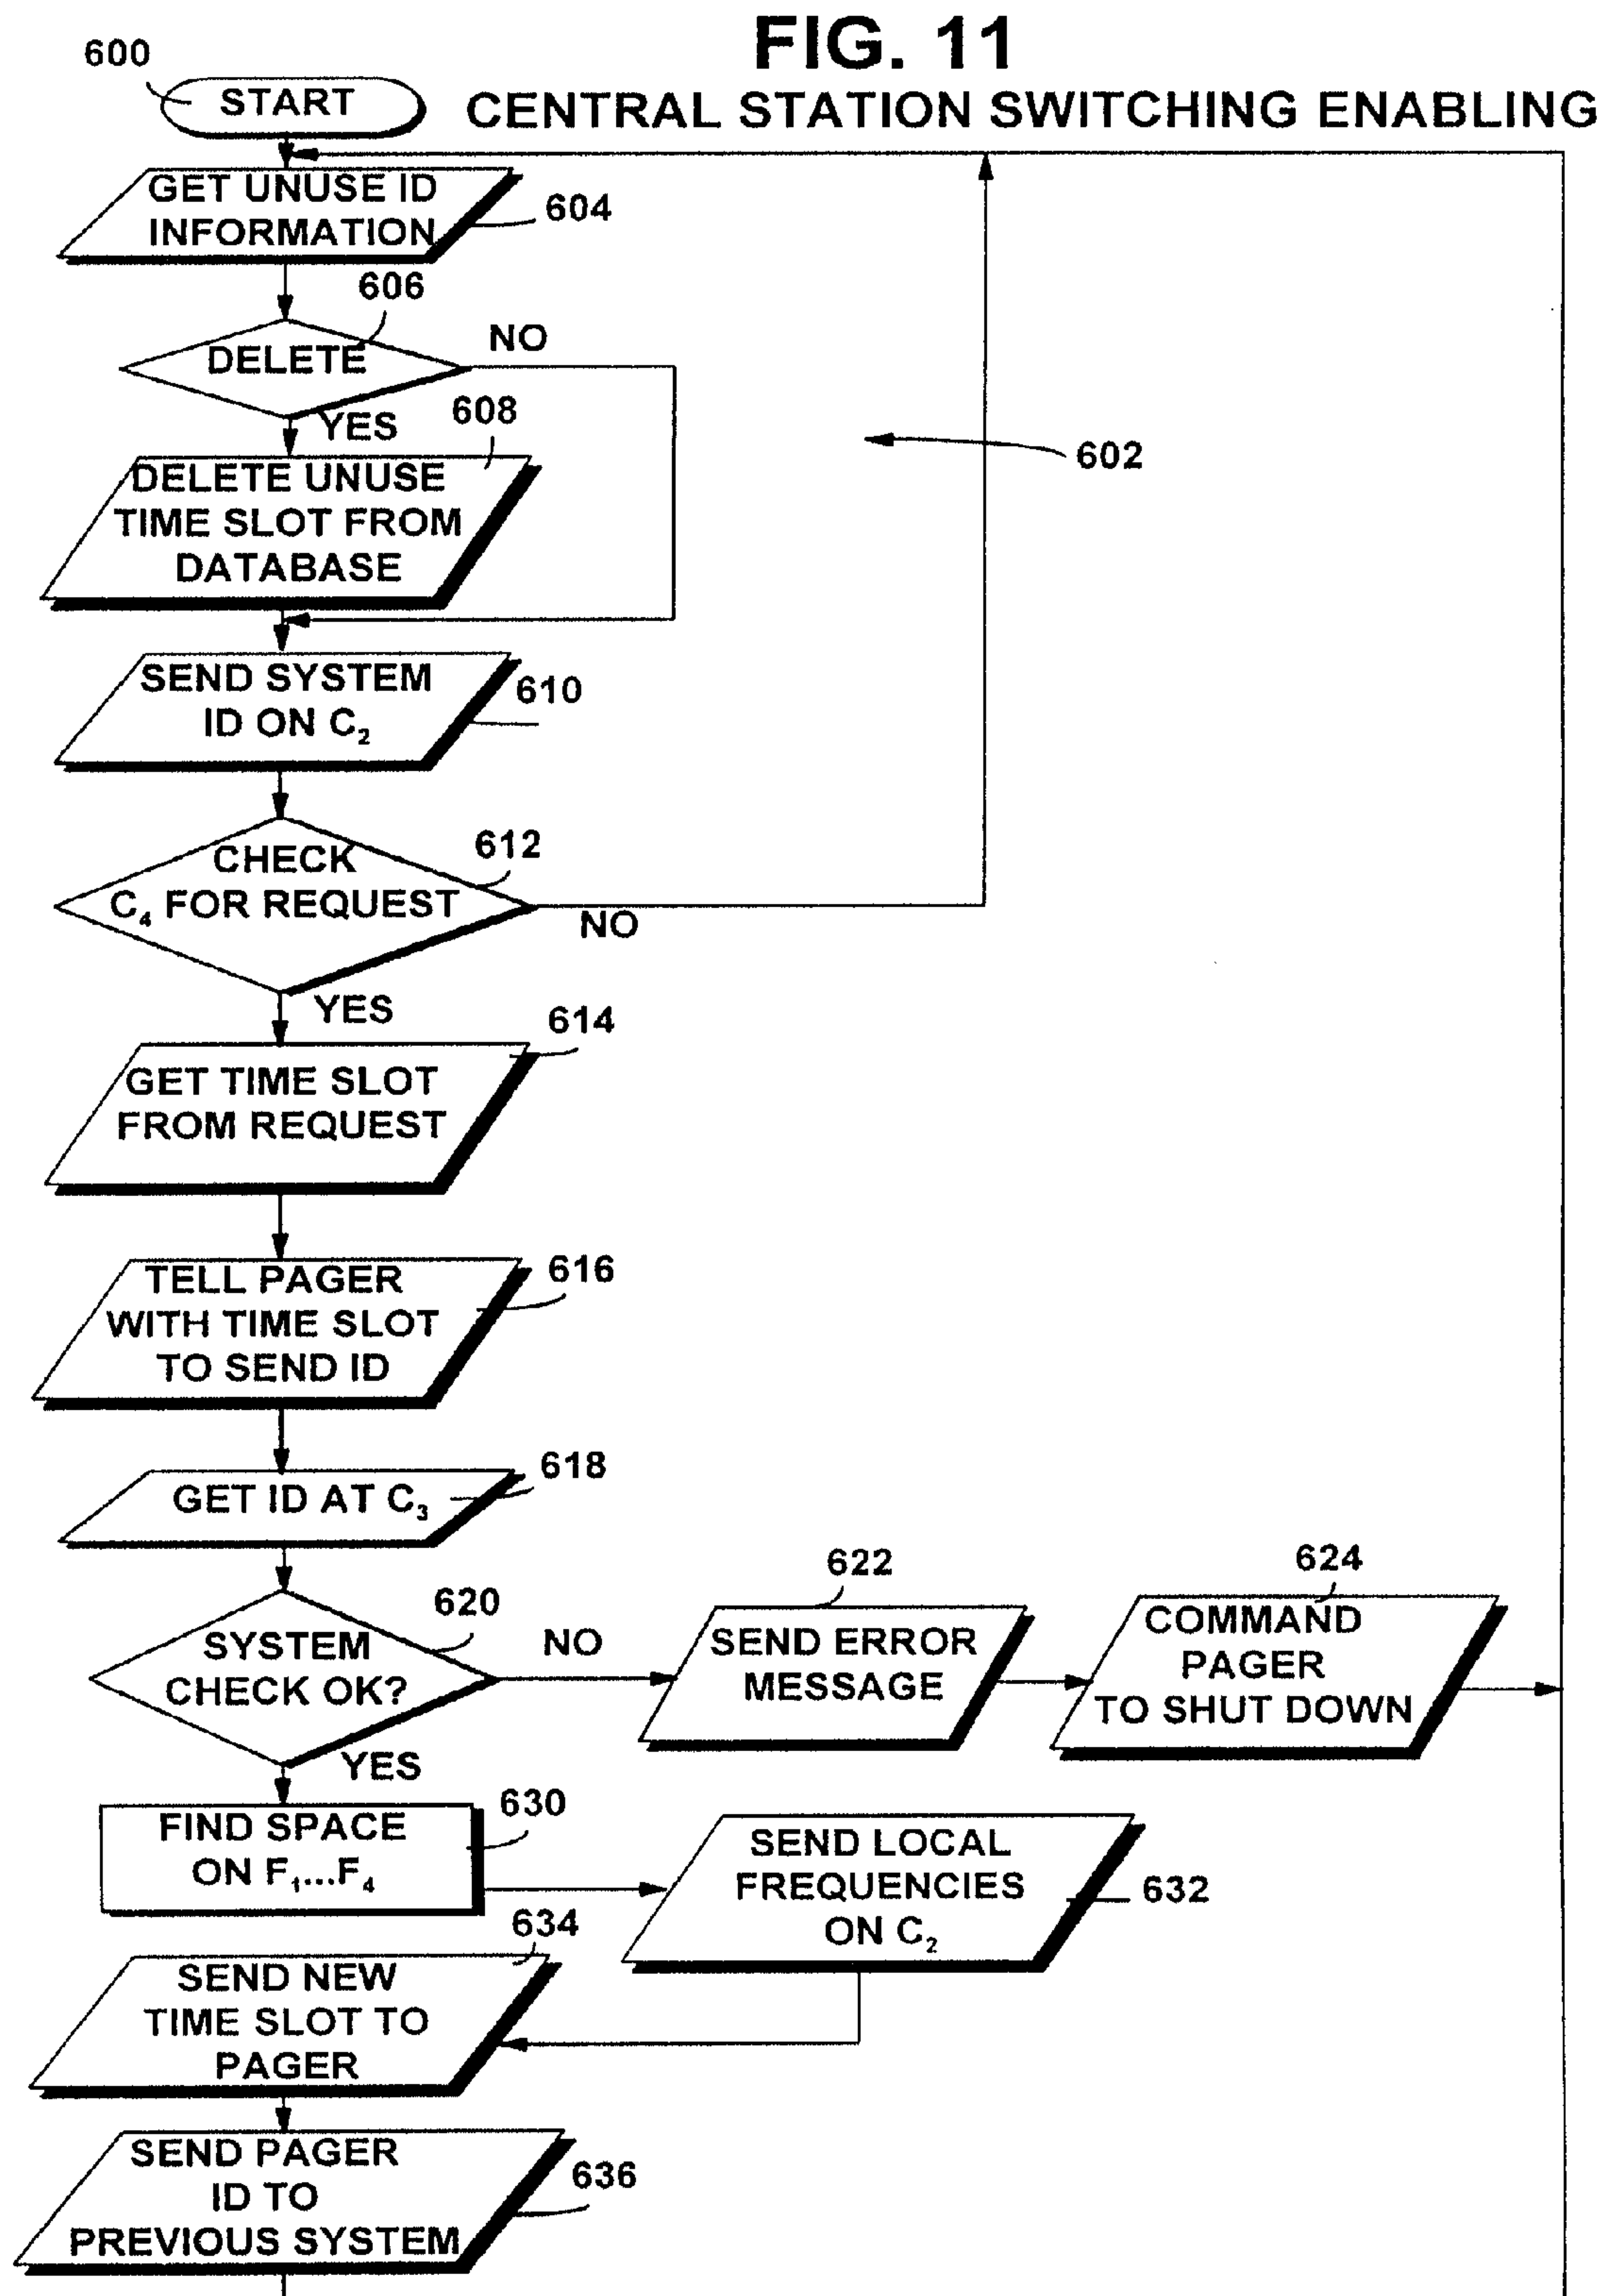 FIG. 11
600
START
CENTRAL STATION SWITCHING ENABLING
GET UNUSE ID
INFORMATION
604
606
DELETE
NO
YES
608
DELETE UNUSE
TIME SLOT FROM
DATABASE
602
SEND SYSTEM
ID ON C₂
610
CHECK
C₄ FOR REQUEST
612
NO
YES
614
GET TIME SLOT
FROM REQUEST
TELL PAGER
WITH TIME SLOT
TO SEND ID
616
GET ID AT C₃
618
620
SYSTEM
CHECK OK?
NO
622
SEND ERROR
MESSAGE
624
COMMAND
PAGER
TO SHUT DOWN
YES
FIND SPACE
ON F₁...F₄
630
SEND LOCAL
FREQUENCIES
ON C₂
632
634
SEND NEW
TIME SLOT TO
PAGER
SEND PAGER
ID TO
PREVIOUS SYSTEM
636